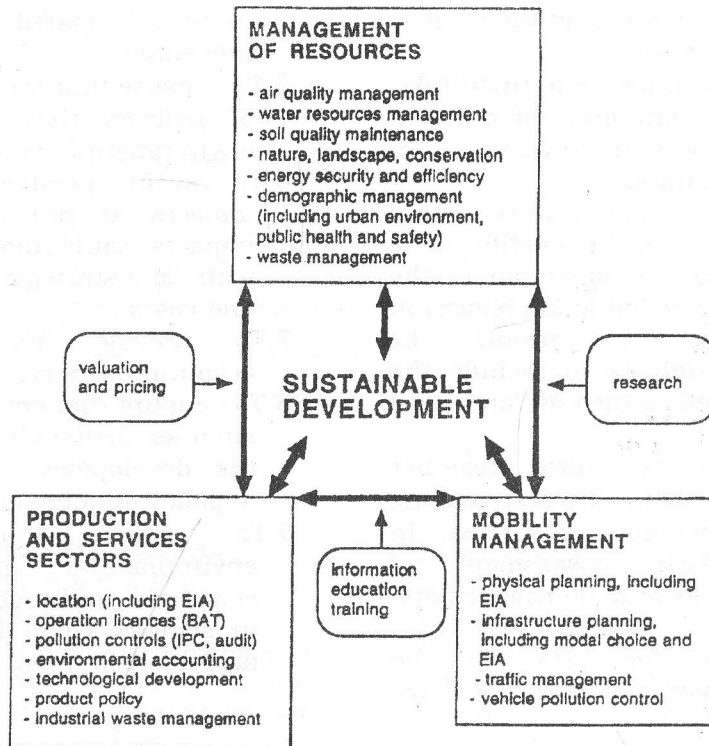 MANAGEMENT
OF RESOURCES
- air quality management
- water resources management
- soil quality maintenance
- nature, landscape, conservation
- energy security and efficiency
- demographic management
(including urban environment,
public health and safety)
- waste management
valuation
and pricing
SUSTAINABLE
DEVELOPMENT
research
PRODUCTION
AND SERVICES
SECTORS
- location (including EIA)
- operation licences (BAT)
- pollution controls (IPC, audit)
- environmental accounting
- technological development
- product policy
- industrial waste management
information
education
training
MOBILITY
MANAGEMENT
- physical planning, including
EIA
- infrastructure planning,
including modal choice and
EIA
- traffic management
- vehicle pollution control